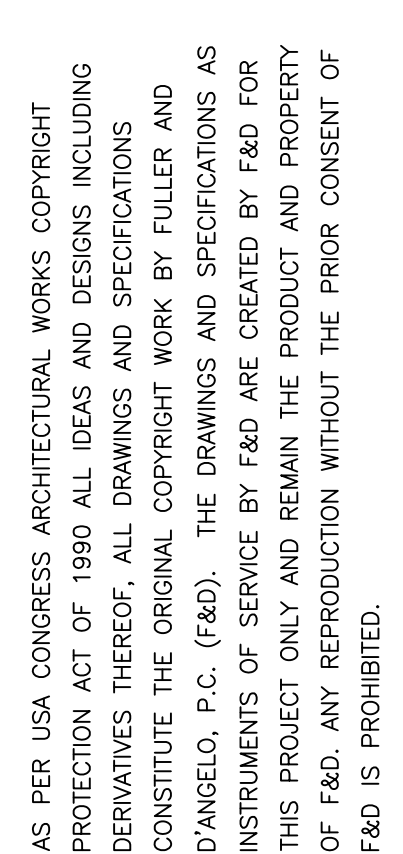 AS PER USA CONGRESS ARCHITECTURAL WORKS COPYRIGHT
PROTECTION ACT OF 1990 ALL IDEAS AND DESIGNS INCLUDING
DERIVATIVES THEREOF, ALL DRAWINGS AND SPECIFICATIONS
CONSTITUTE THE ORIGINAL COPYRIGHT WORK BY FULLER AND
D'ANGELO, P.C. (F&D). THE DRAWINGS AND SPECIFICATIONS AS
INSTRUMENTS OF SERVICE BY F&D ARE CREATED BY F&D FOR
THIS PROJECT ONLY AND REMAIN THE PRODUCT AND PROPERTY
OF F&D. ANY REPRODUCTION WITHOUT THE PRIOR CONSENT OF
F&D IS PROHIBITED.